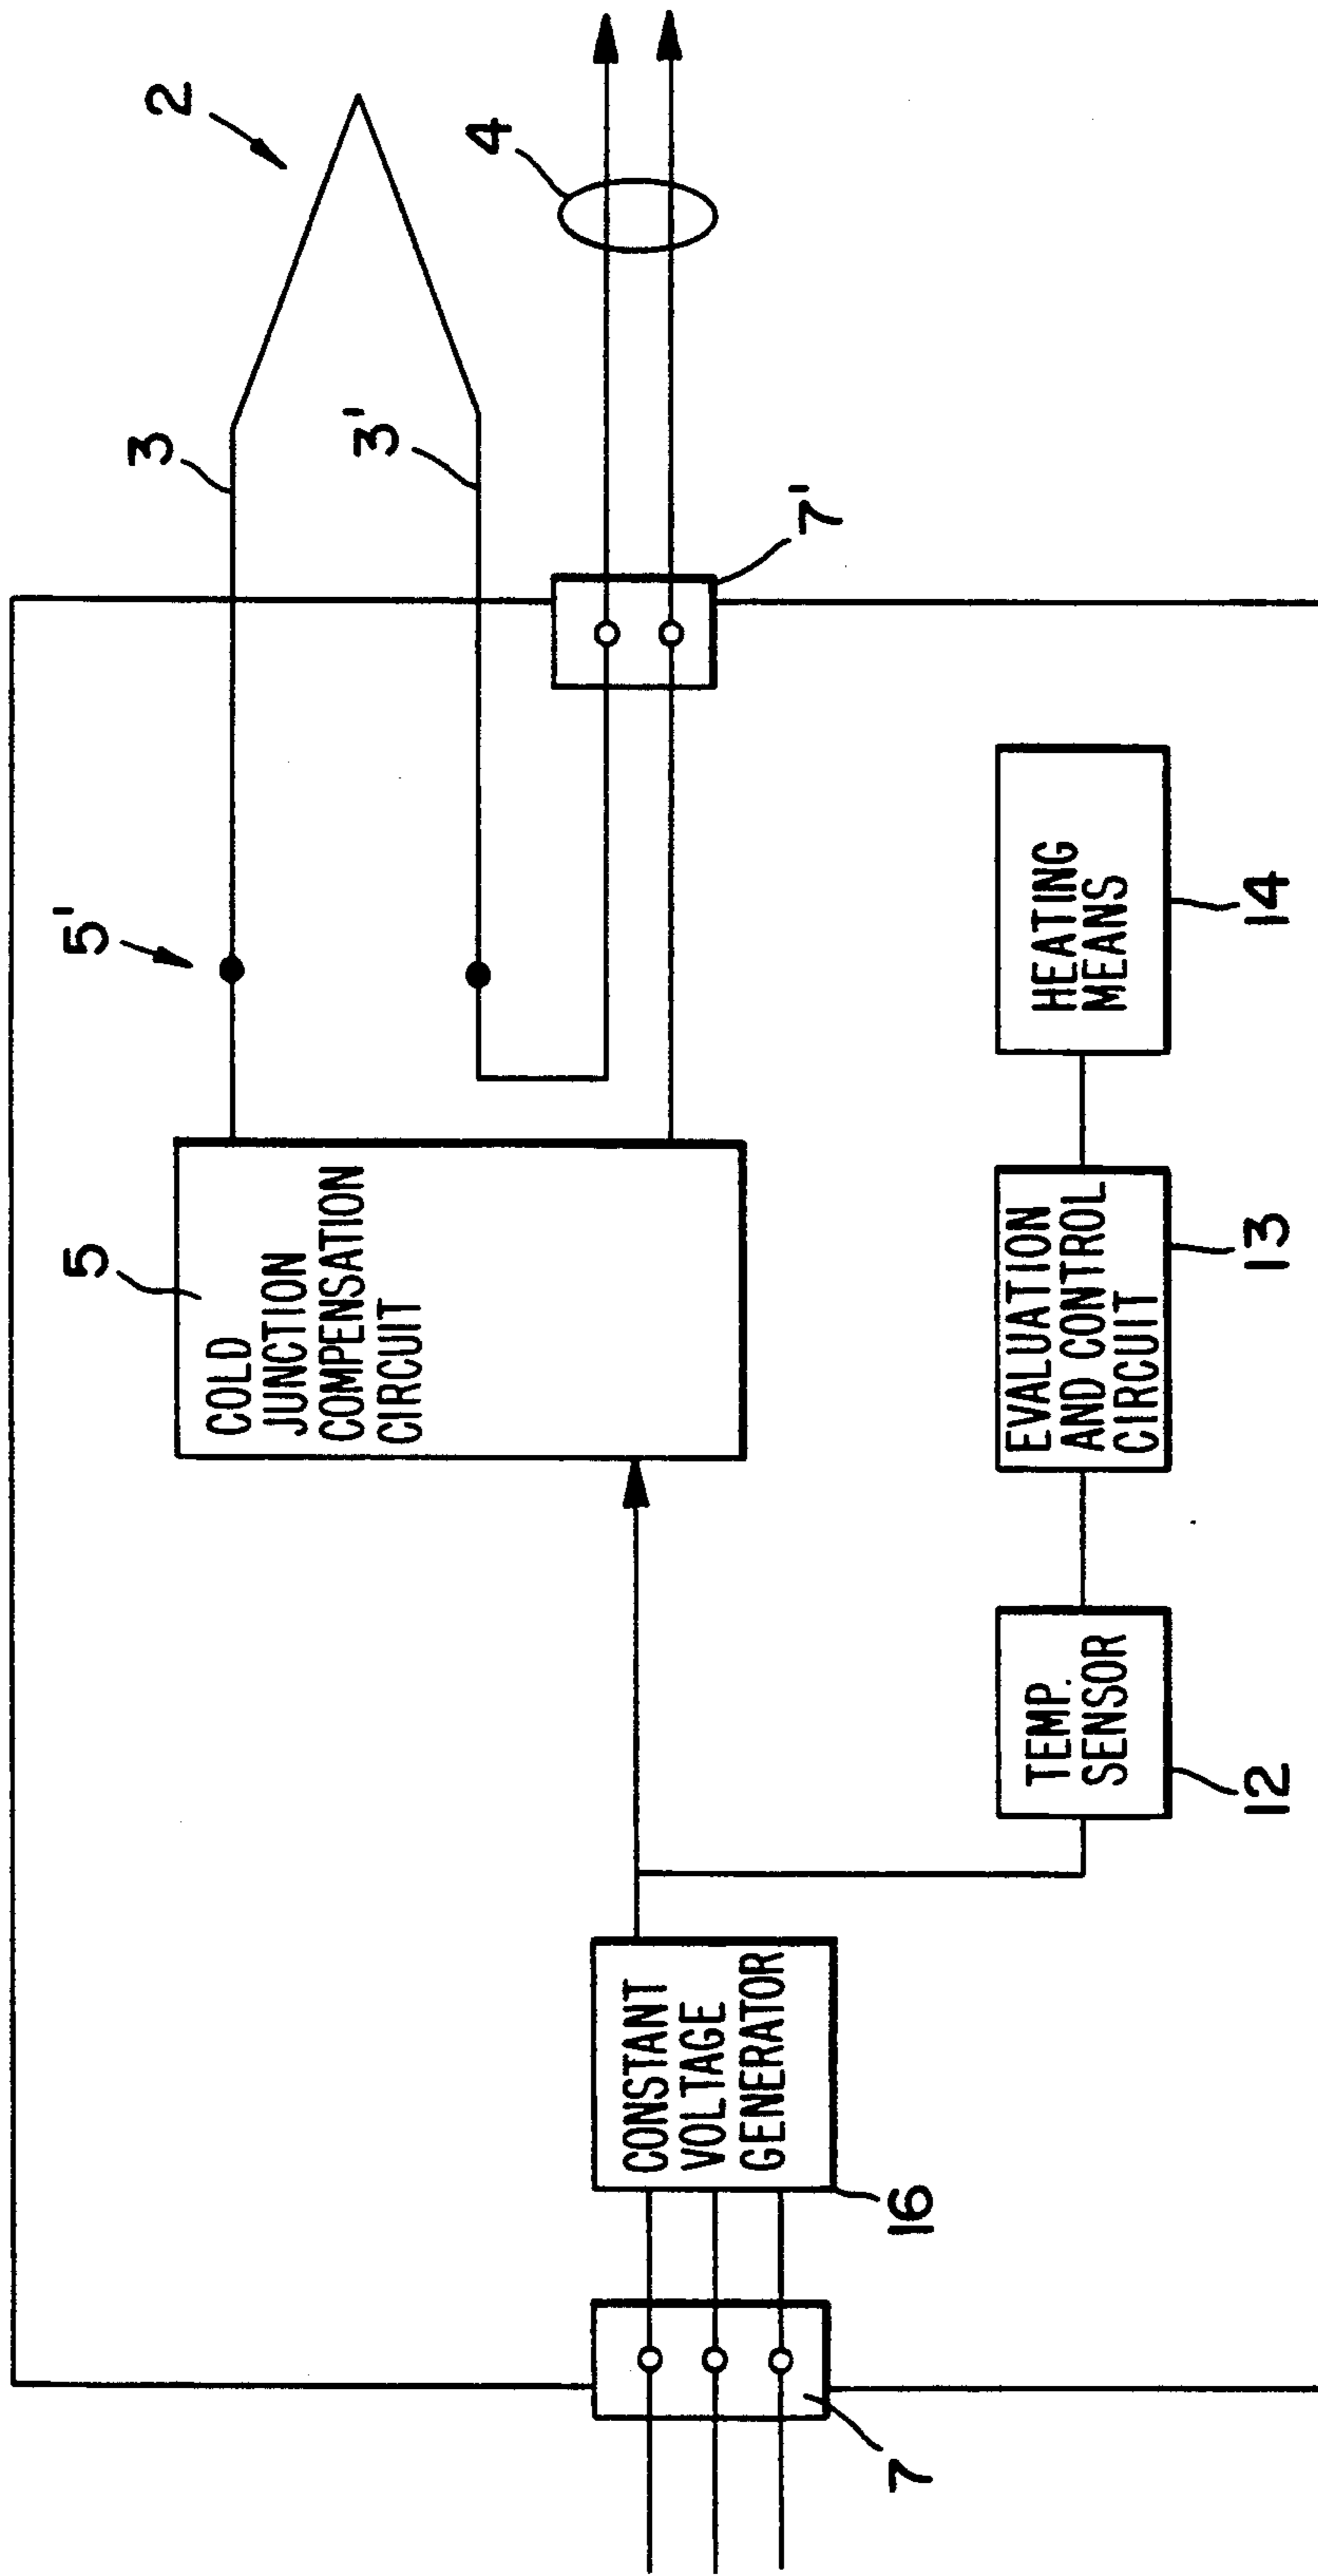 2
3
3'
4
5'
5
COLD
JUNCTION
COMPENSATION
CIRCUIT
7'
CONSTANT
VOLTAGE
GENERATOR
16
7
TEMP.
SENSOR
12
EVALUATION
AND CONTROL
CIRCUIT
13
HEATING
MEANS
14